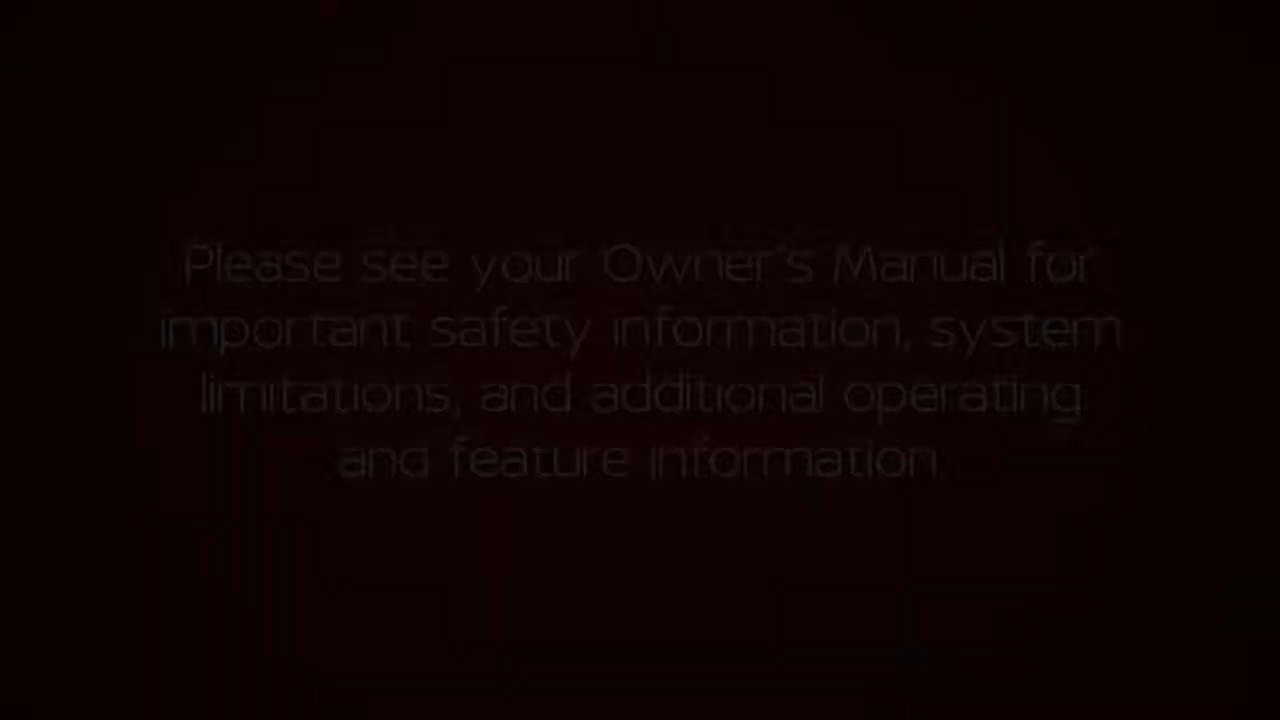 Please see your Owner's Manual for
important safety information, system
limitations, and additional operating
and feature information.